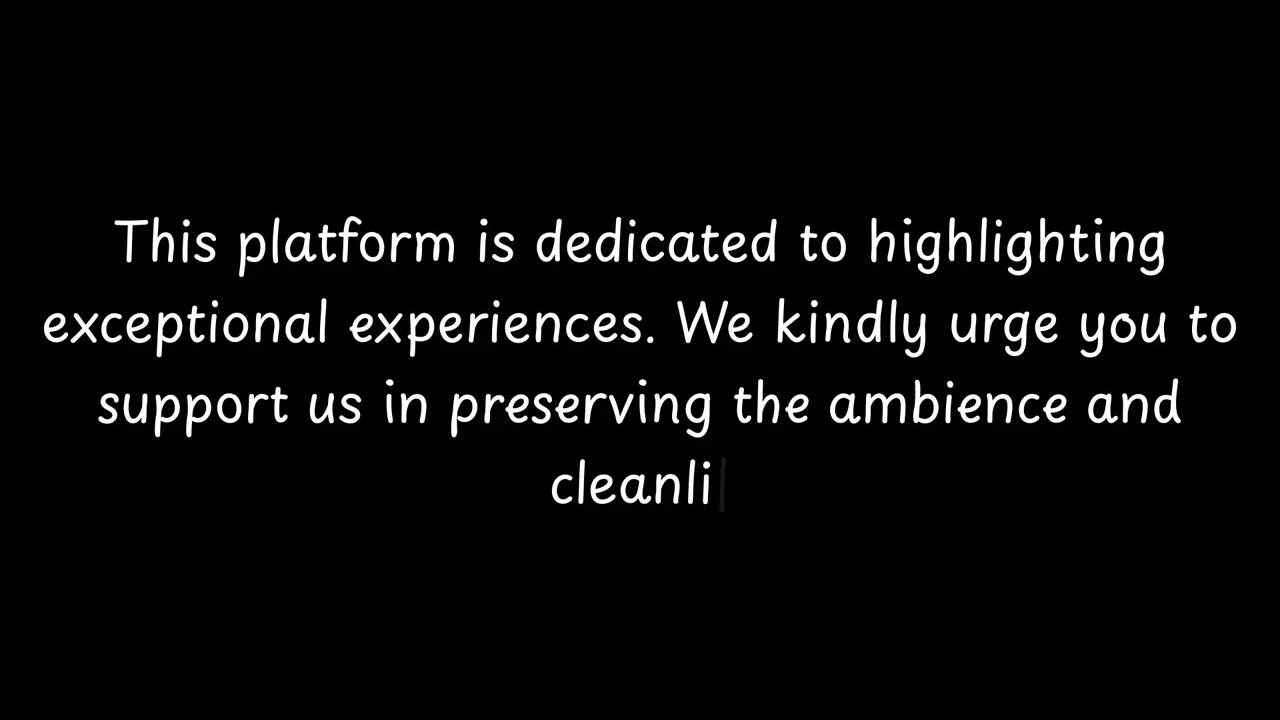 This platform is dedicated to highlighting
exceptional experiences. We kindly urge you to
support us in preserving the ambience and
cleanli